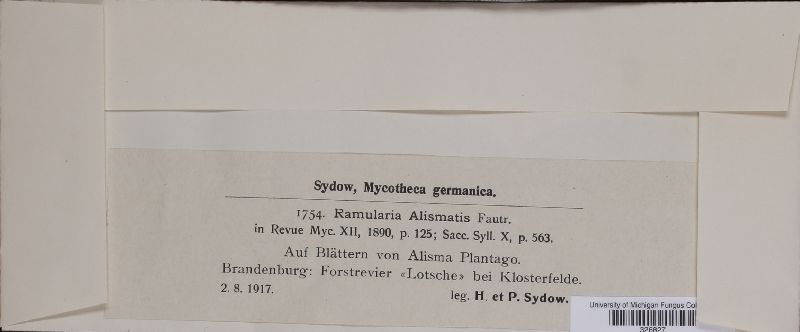 Sydow, Mycotheca germanica.
1754. Ramularia Alismatis Fautr.
in Revue Myc. XII, 1890, p. 125; Sacc. Syll. X, p. 563.
Auf Blättern von Alisma Plantago.
Brandenburg: Forstrevier «Lotsche» bei Klosterfelde.
2. 8. 1917. leg. H. et P. Sydow.
University of Michigan Fungus Col